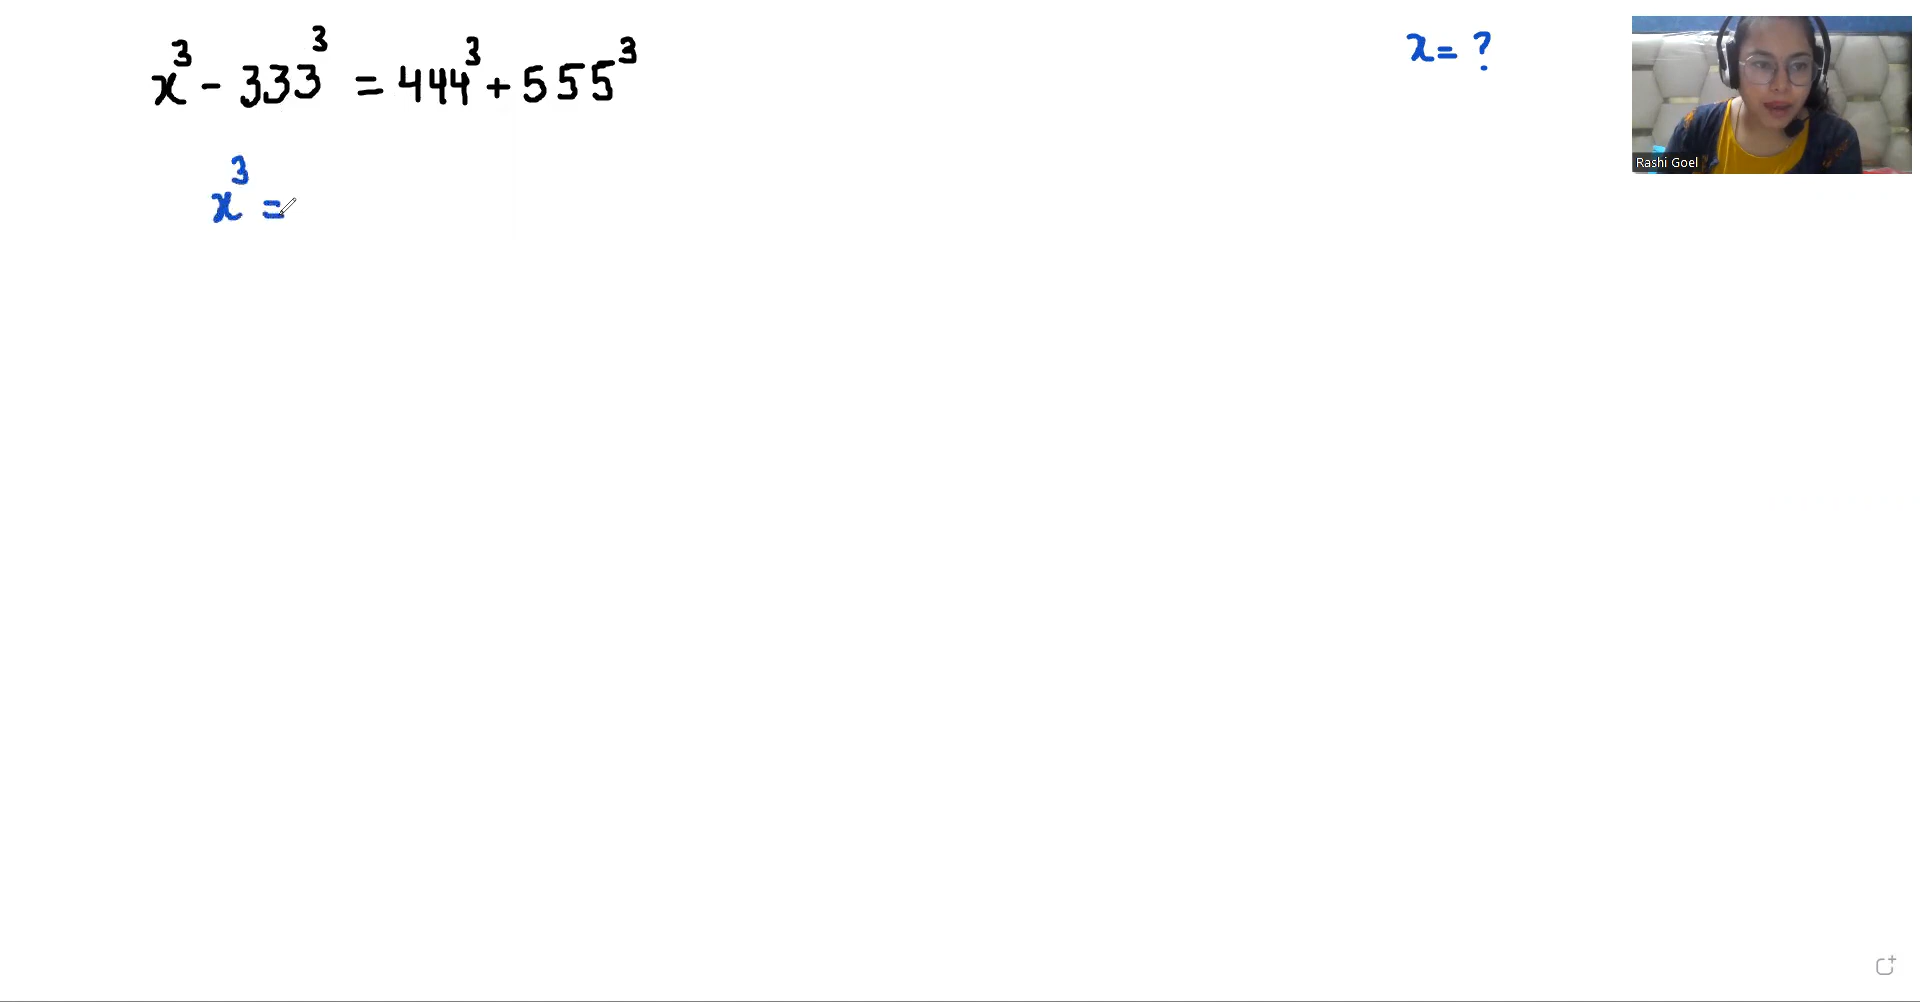 x³ - 333³ = 444³ + 555³
x = ?
Rashi Goel
x³ =